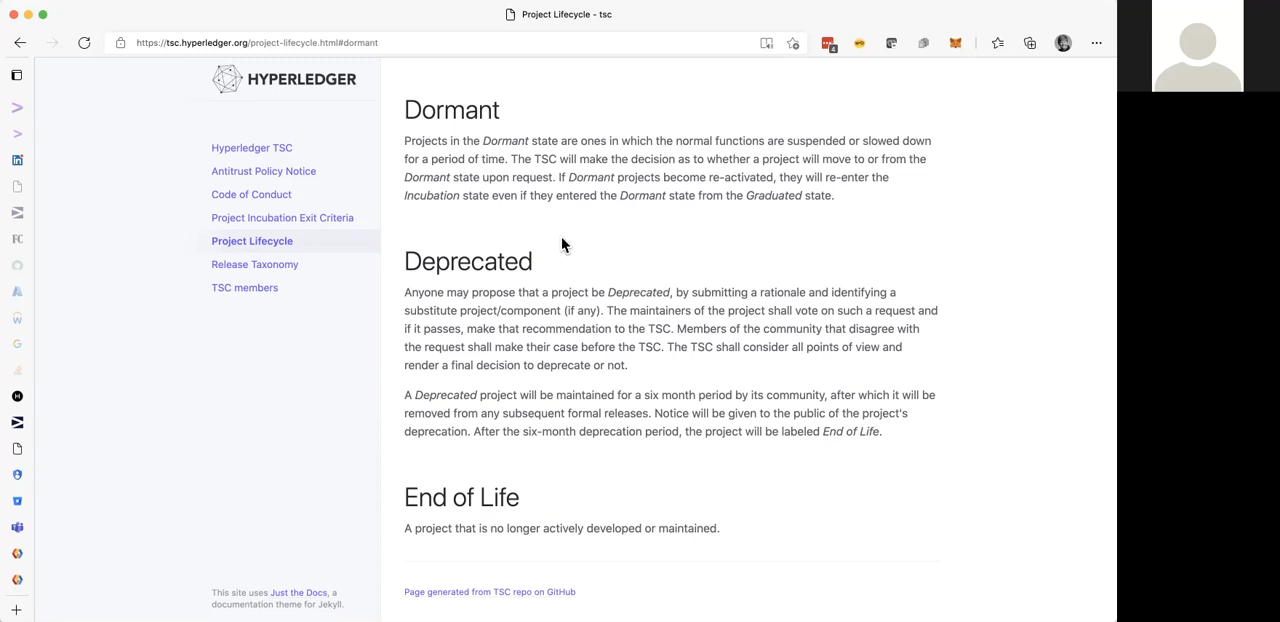 Project Lifecycle - tsc
https://tsc.hyperledger.org/project-lifecycle.html#dormant
4
HYPERLEDGER
Hyperledger TSC
Antitrust Policy Notice
Code of Conduct
Project Incubation Exit Criteria
Project Lifecycle
Release Taxonomy
TSC members
This site uses Just the Docs, a
documentation theme for Jekyll.
Dormant
Projects in the Dormant state are ones in which the normal functions are suspended or slowed down
for a period of time. The TSC will make the decision as to whether a project will move to or from the
Dormant state upon request. If Dormant projects become re-activated, they will re-enter the
Incubation state even if they entered the Dormant state from the Graduated state.
Deprecated
Anyone may propose that a project be Deprecated, by submitting a rationale and identifying a
substitute project/component (if any). The maintainers of the project shall vote on such a request and
if it passes, make that recommendation to the TSC. Members of the community that disagree with
the request shall make their case before the TSC. The TSC shall consider all points of view and
render a final decision to deprecate or not.
A Deprecated project will be maintained for a six month period by its community, after which it will be
removed from any subsequent formal releases. Notice will be given to the public of the project's
deprecation. After the six-month deprecation period, the project will be labeled End of Life.
End of Life
A project that is no longer actively developed or maintained.
Page generated from TSC repo on GitHub